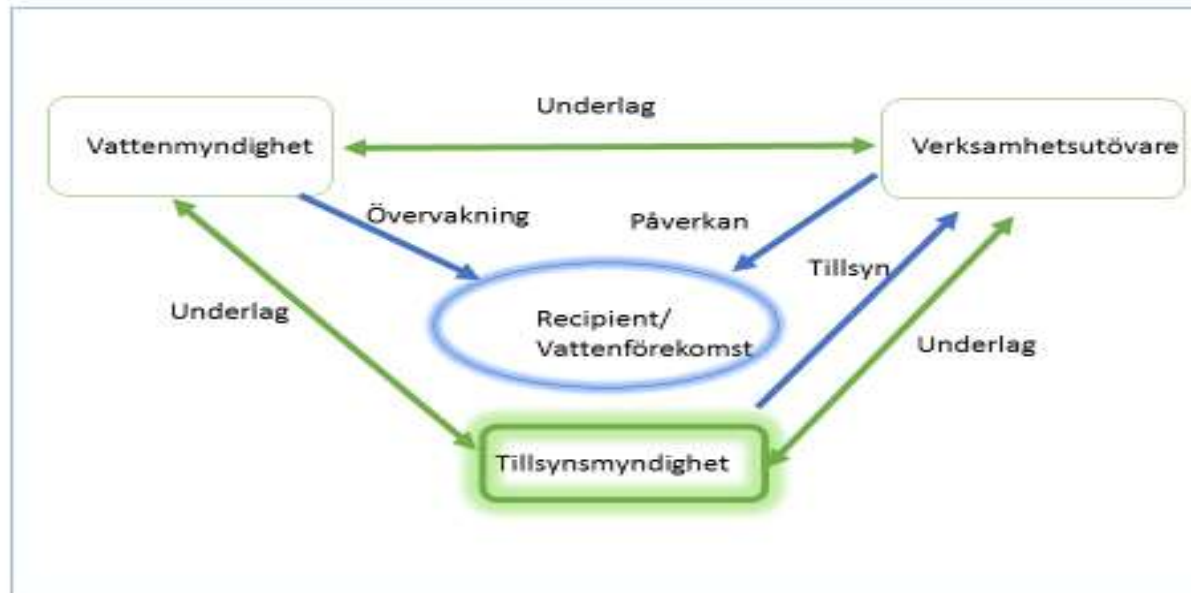 Underlag
Vattenmyndighet
Verksamhetsutövare
Övervakning
Påverkan
Tillsyn
Underlag
Recipient/
Vattenförekomst
Underlag
Tillsynsmyndighet